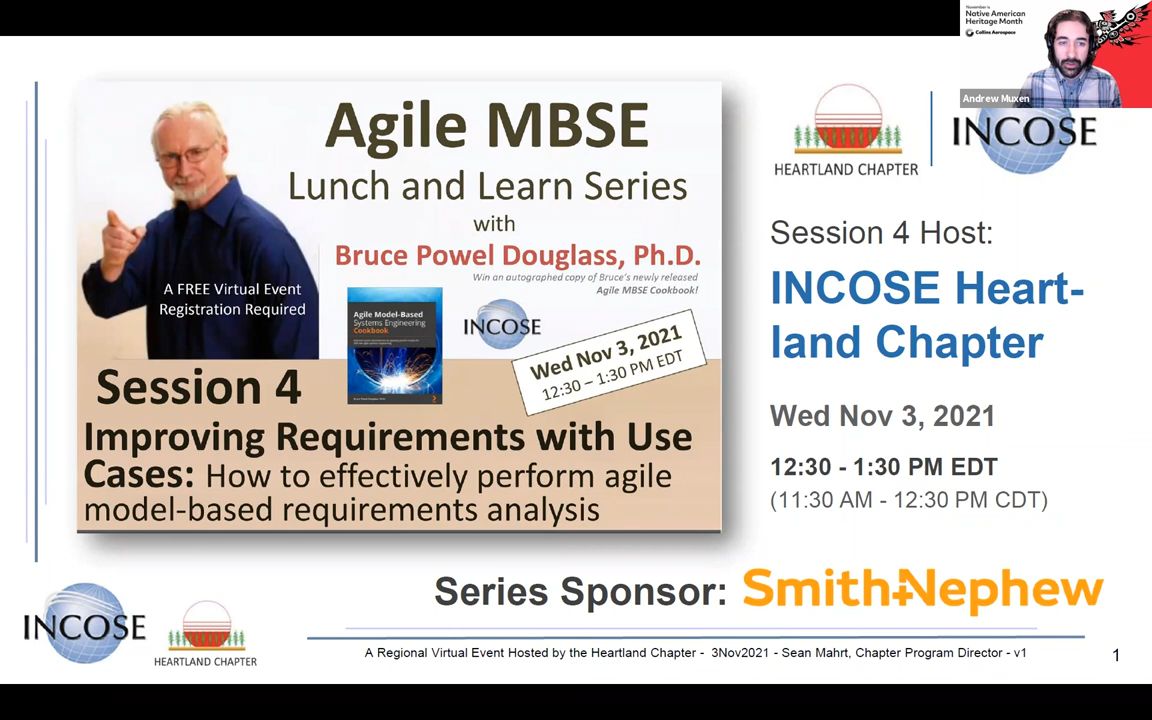 November is
Native American
Heritage Month
Collins Aerospace
Andrew Muxen
Agile MBSE
Lunch and Learn Series
with
Bruce Powel Douglass, Ph.D.
Win an autographed copy of Bruce's newly released
Agile MBSE Cookbook!
A FREE Virtual Event
Registration Required
Agile Model-Based
Systems Engineering
Cookbook
INCOSE
Wed Nov 3, 2021
12:30 – 1:30 PM EDT
Session 4
Improving Requirements with Use
Cases: How to effectively perform agile
model-based requirements analysis
HEARTLAND CHAPTER
INCOSE
Session 4 Host:
INCOSE Heart-
land Chapter
Wed Nov 3, 2021
12:30 - 1:30 PM EDT
(11:30 AM - 12:30 PM CDT)
Series Sponsor: Smith+Nephew
INCOSE
HEARTLAND CHAPTER
A Regional Virtual Event Hosted by the Heartland Chapter - 3Nov2021 - Sean Mahrt, Chapter Program Director - v1
1